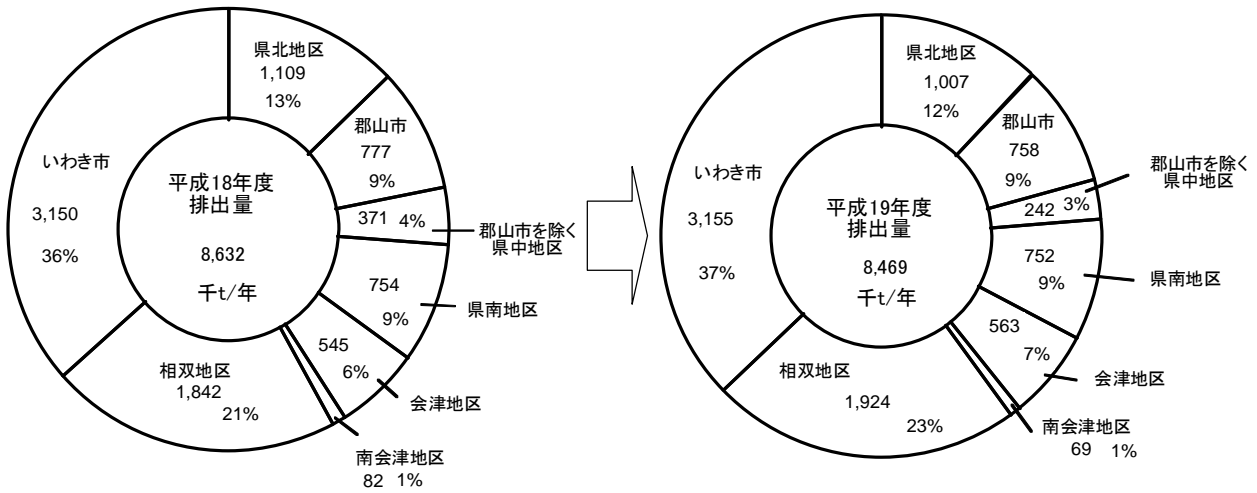 県北地区
1,109
13%
郡山市
777
9%
371 4%
郡山市を除く
県中地区
754
9%
県南地区
545
6%
会津地区
南会津地区
82 1%
相双地区
1,842
21%
いわき市
3,150
36%
平成18年度
排出量
8,632
千t/年
県北地区
1,007
12%
郡山市
758
9%
郡山市を除く
県中地区
242 3%
752
9%
県南地区
563
7%
会津地区
南会津地区
69 1%
相双地区
1,924
23%
いわき市
3,155
37%
平成19年度
排出量
8,469
千t/年